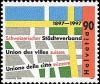 1897-1997
Schweizerischer Städteverband
Union des villes suisses
Unione delle città svizzere
Helvetia 90